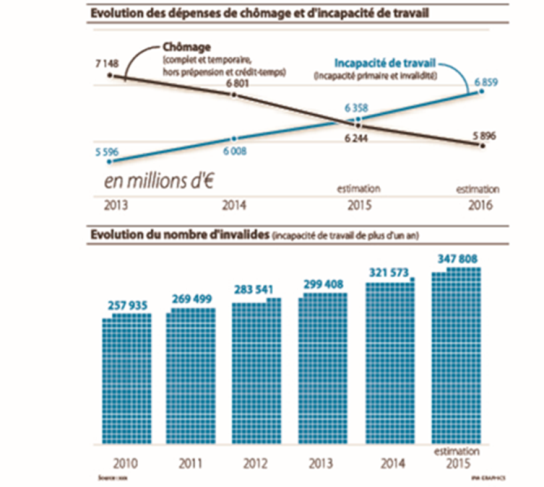 Evolution des dépenses de chômage et d'incapacité de travail
Chômage
(complet et temporaire,
hors prépension et crédit-temps)
Incapacité de travail
(incapacité primaire et invalidité)
7 148
6 801
6 358
6 859
5 596
6 008
6 244
5 896
en millions d'€
estimation estimation
2013 2014 2015 2016
Evolution du nombre d'invalides (incapacité de travail de plus d'un an)
257 935 269 499 283 541 299 408 321 573 347 808
estimation
2010 2011 2012 2013 2014 2015